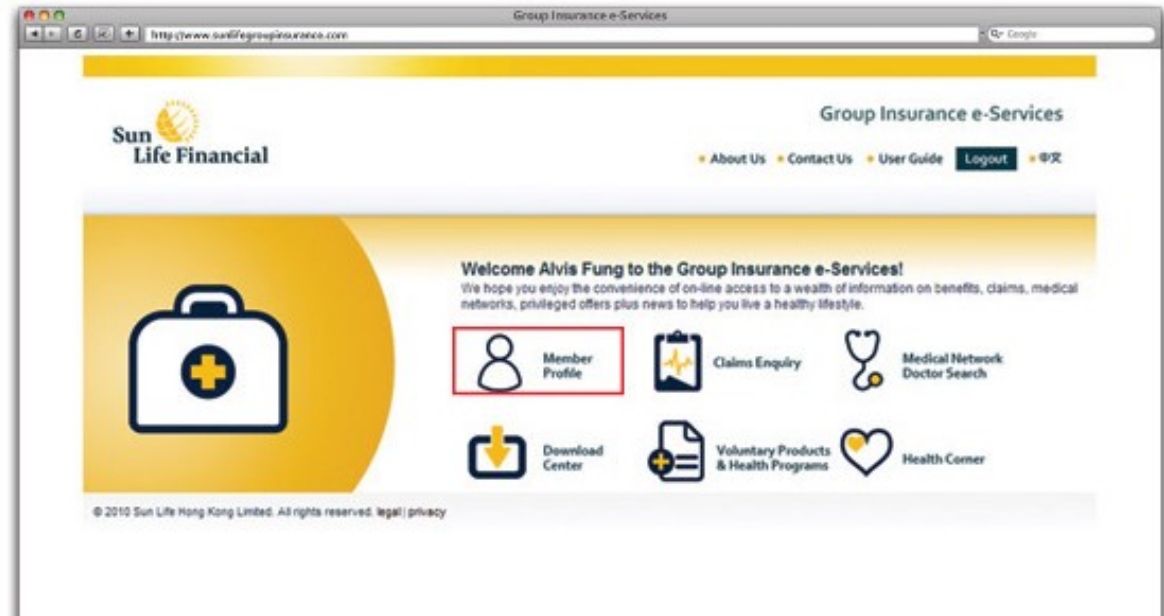 Group Insurance e-Services
http://www.sunlifegroupinsurance.com
Google
Sun
Life Financial
Group Insurance e-Services
About Us • Contact Us • User Guide Logout • 中文
Welcome Alvis Fung to the Group Insurance e-Services!
We hope you enjoy the convenience of on-line access to a wealth of information on benefits, claims, medical
networks, privileged offers plus news to help you live a healthy lifestyle.
Member
Profile
Claims Enquiry
Medical Network
Doctor Search
Download
Center
Voluntary Products
& Health Programs
Health Corner
© 2010 Sun Life Hong Kong Limited. All rights reserved. legal | privacy